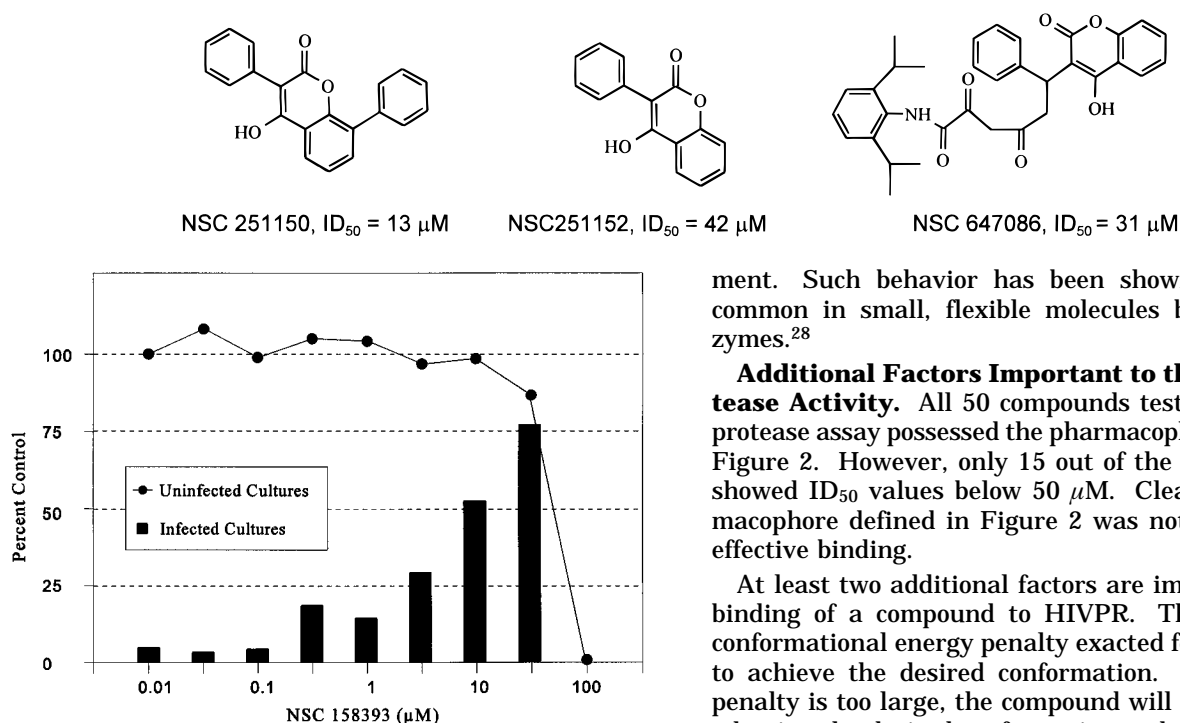 O
O
HO
O
O
HO
O
O
OH
NH
O
O
O
NSC 251150, ID50 = 13 μM
NSC251152, ID50 = 42 μM
NSC 647086, ID50 = 31 μM
100
75
50
25
0
Percent Control
Uninfected Cultures
Infected Cultures
0.01 0.1 1 10 100
NSC 158393 (μM)
ment. Such behavior has been show
common in small, flexible molecules b
zymes.28
Additional Factors Important to th
tease Activity. All 50 compounds test
protease assay possessed the pharmacoph
Figure 2. However, only 15 out of the
showed ID50 values below 50 μM. Clea
macophore defined in Figure 2 was not
effective binding.
At least two additional factors are im
binding of a compound to HIVPR. Th
conformational energy penalty exacted f
to achieve the desired conformation.
penalty is too large, the compound will